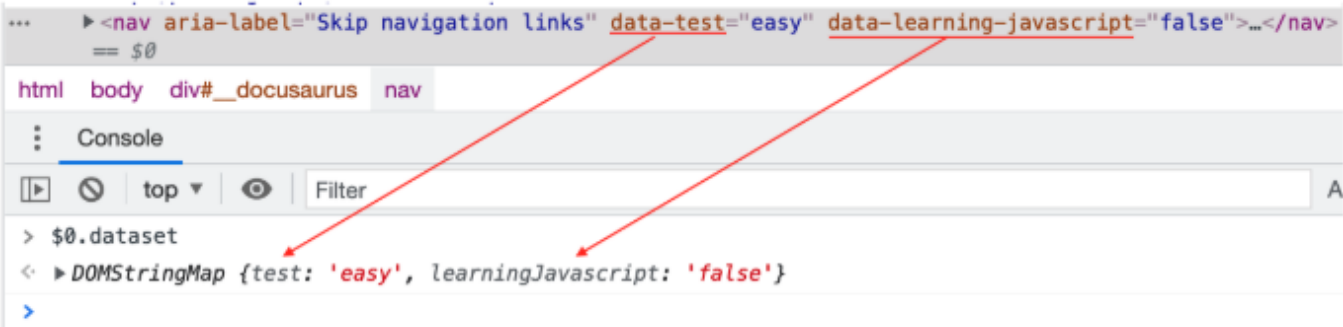 <nav aria-label="Skip navigation links" data-test="easy" data-learning-javascript="false">…</nav>
== $0
html body div#__docusaurus nav
Console
top Filter A
> $0.dataset
DOMStringMap {test: 'easy', learningJavascript: 'false'}
>